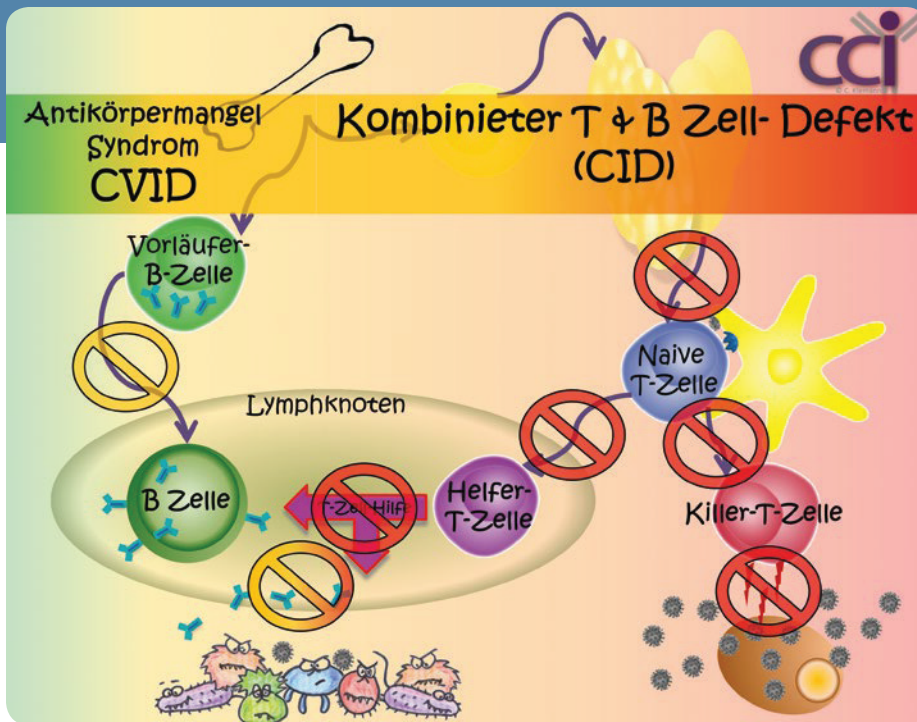 cci
Antikörpermangel
Syndrom
CVID
Kombinieter T & B Zell- Defekt
(CID)
Vorläufer-
B-Zelle
Naive
T-Zelle
Lymphknoten
B Zelle
T-Zell-Hilfe
Helfer-
T-Zelle
Killer-T-Zelle